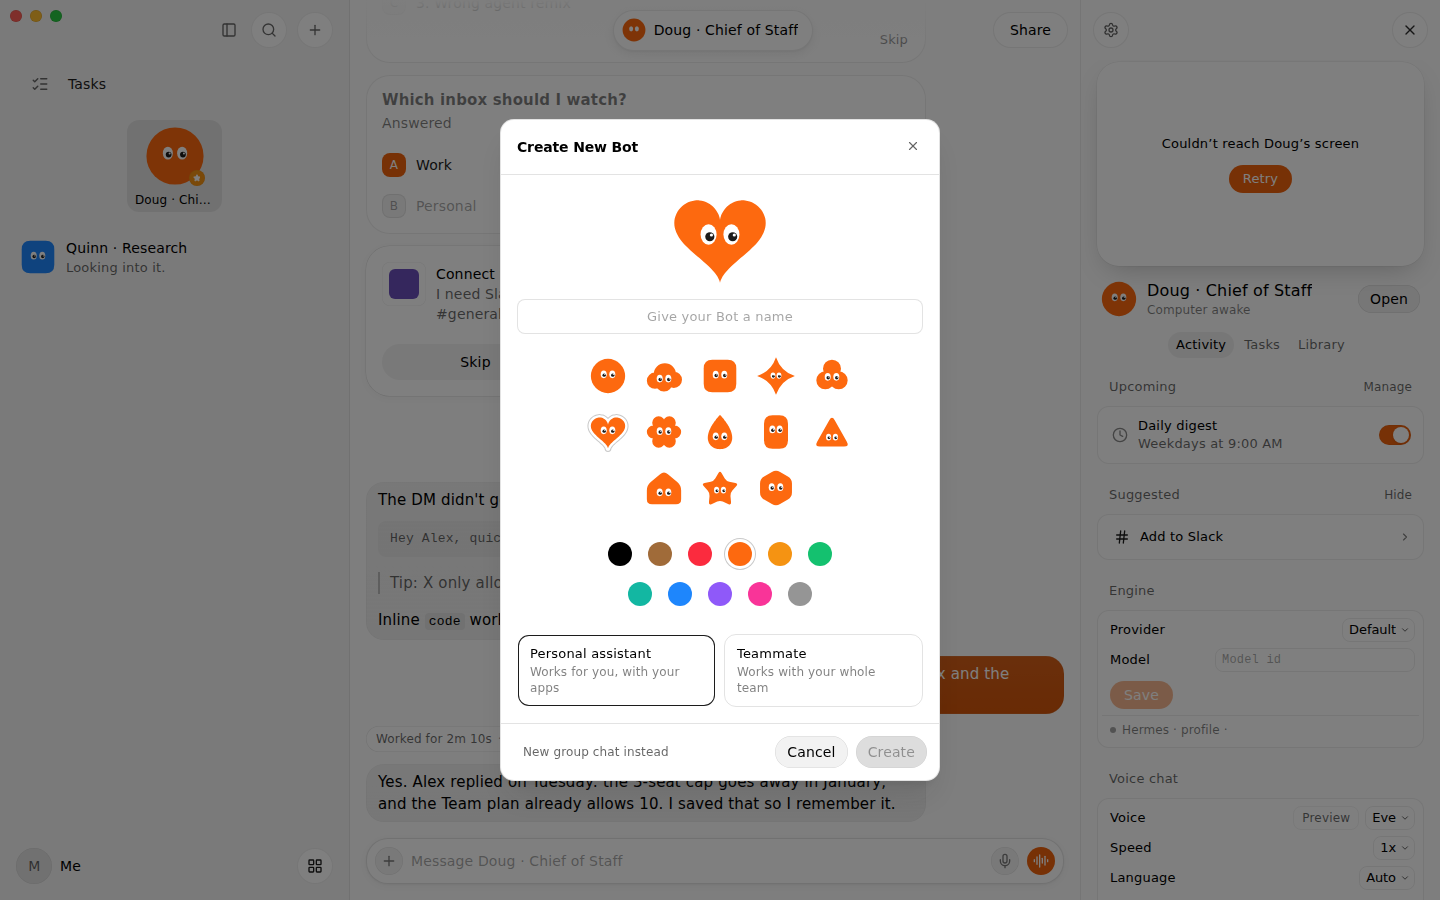 Doug · Chief of Staff
Share
Skip
Tasks
Doug · Chi...
Quinn · Research
Looking into it.
M
Me
Which inbox should I watch?
Answered
A
Work
B
Personal
Connect
I need Sla
#general
Skip
The DM didn't g
Hey Alex, quic
Tip: X only allo
Inline code work
x and the
Worked for 2m 10s
Yes. Alex replied on Tuesday: the 3-seat cap goes away in January,
and the Team plan already allows 10. I saved that so I remember it.
Message Doug · Chief of Staff
Create New Bot
Give your Bot a name
Personal assistant
Works for you, with your
apps
Teammate
Works with your whole
team
New group chat instead
Cancel
Create
Couldn’t reach Doug’s screen
Retry
Doug · Chief of Staff
Computer awake
Open
Activity
Tasks
Library
Upcoming
Manage
Daily digest
Weekdays at 9:00 AM
Suggested
Hide
Add to Slack
Engine
Provider
Default
Model
Model id
Save
Hermes · profile ·
Voice chat
Voice
Preview
Eve
Speed
1x
Language
Auto